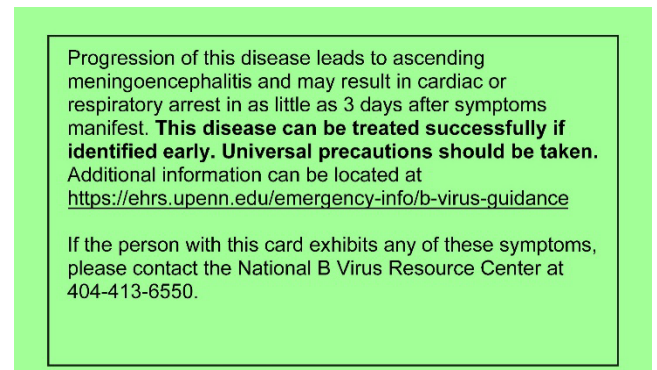 Progression of this disease leads to ascending
meningoencephalitis and may result in cardiac or
respiratory arrest in as little as 3 days after symptoms
manifest. This disease can be treated successfully if
identified early. Universal precautions should be taken.
Additional information can be located at
https://ehrs.upenn.edu/emergency-info/b-virus-guidance
If the person with this card exhibits any of these symptoms,
please contact the National B Virus Resource Center at
404-413-6550.